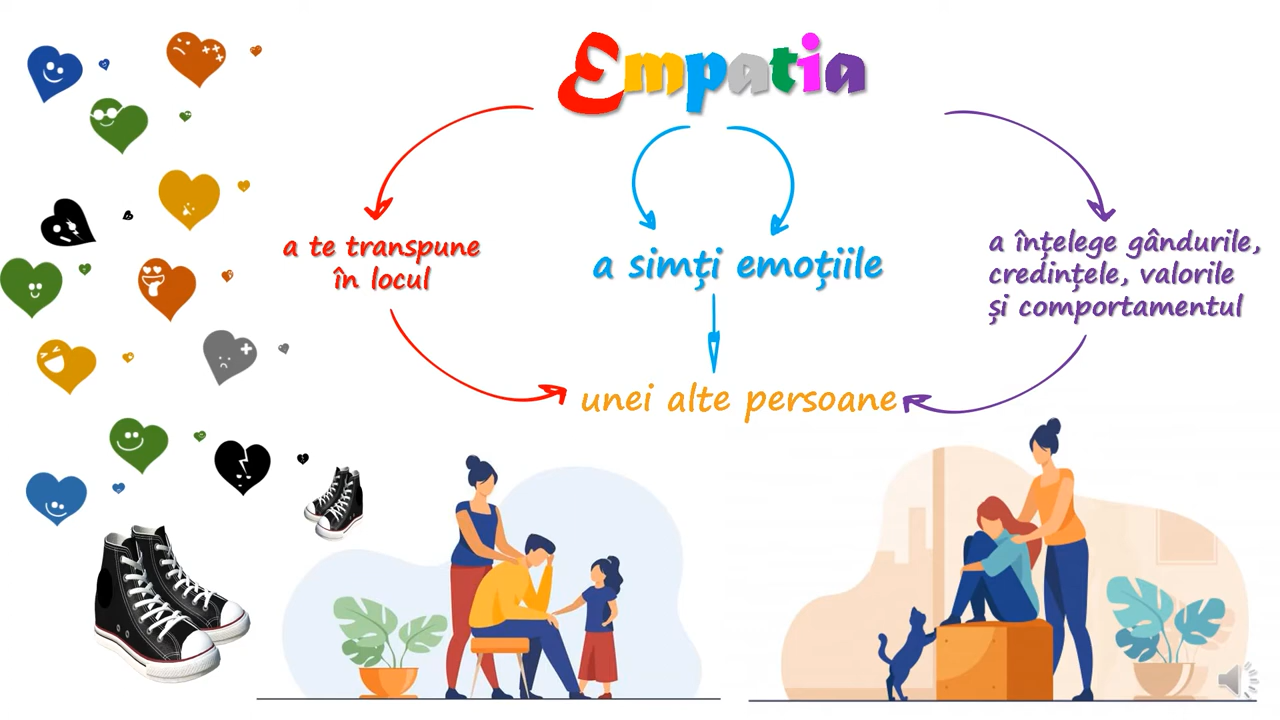 Empatia
a te transpune
în locul
a simți emoțiile
a înțelege gândurile,
credințele, valorile
și comportamentul
unei alte persoane